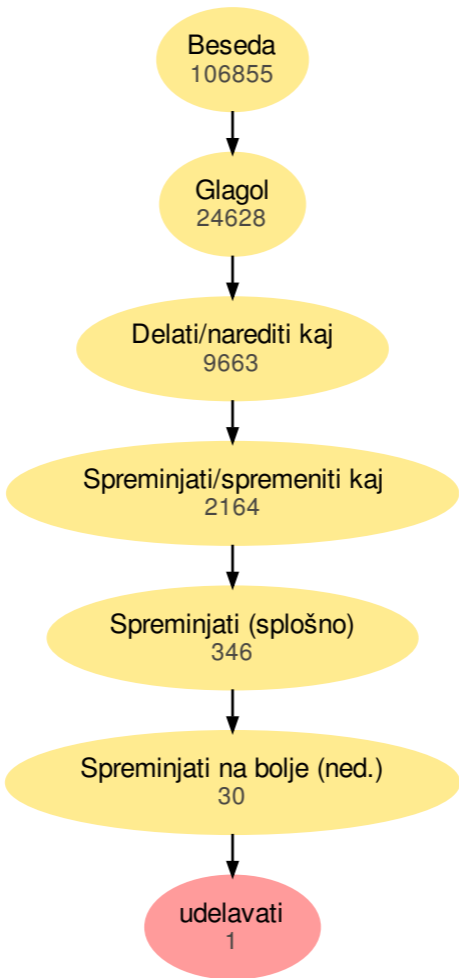 Beseda
106855
Glagol
24628
Delati/narediti kaj
9663
Spreminjati/spremeniti kaj
2164
Spreminjati (splošno)
346
Spreminjati na bolje (ned.)
30
udelavati
1